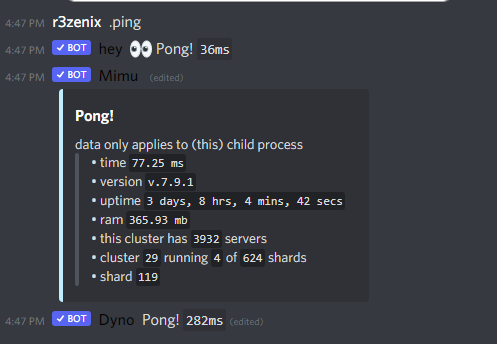 4:47 PM r3zenix .ping
4:47 PM ✓ BOT hey 👀 Pong! 36ms
4:47 PM ✓ BOT Mimu (edited)
Pong!
data only applies to (this) child process
• time 77.25 ms
• version v.7.9.1
• uptime 3 days, 8 hrs, 4 mins, 42 secs
• ram 365.93 mb
• this cluster has 3932 servers
• cluster 29 running 4 of 624 shards
• shard 119
4:47 PM ✓ BOT Dyno Pong! 282ms (edited)